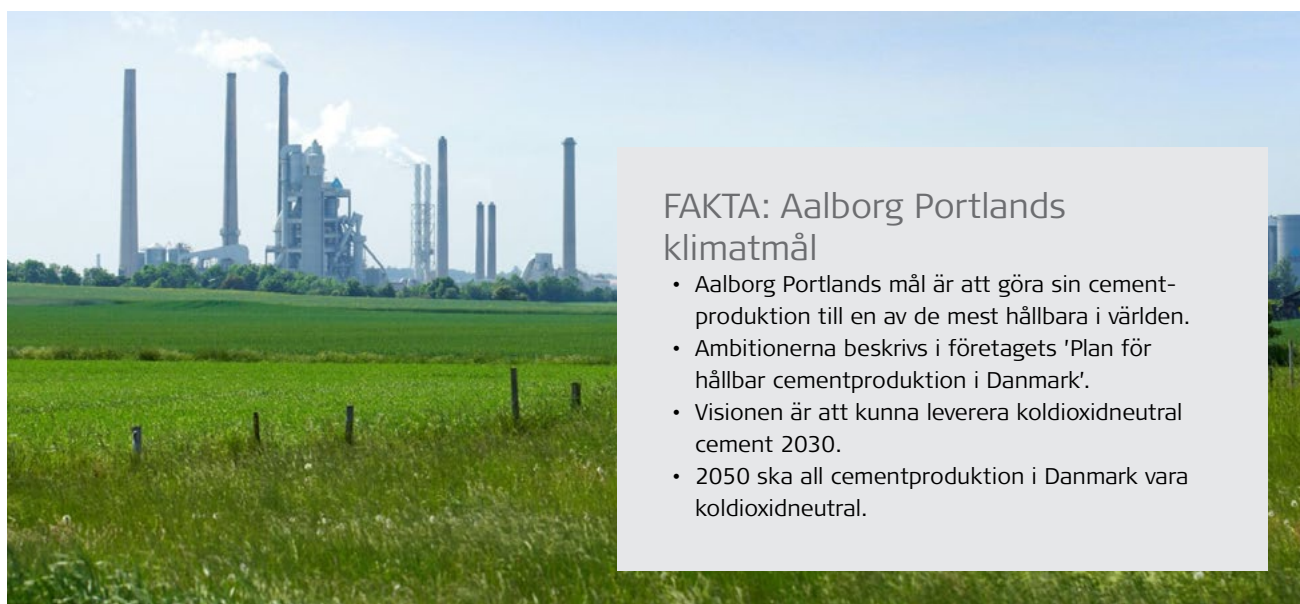 FAKTA: Aalborg Portlands
klimatmål
• Aalborg Portlands mål är att göra sin cement-
produktion till en av de mest hållbara i världen.
• Ambitionerna beskrivs i företagets 'Plan för
hållbar cementproduktion i Danmark'.
• Visionen är att kunna leverera koldioxidneutral
cement 2030.
• 2050 ska all cementproduktion i Danmark vara
koldioxidneutral.